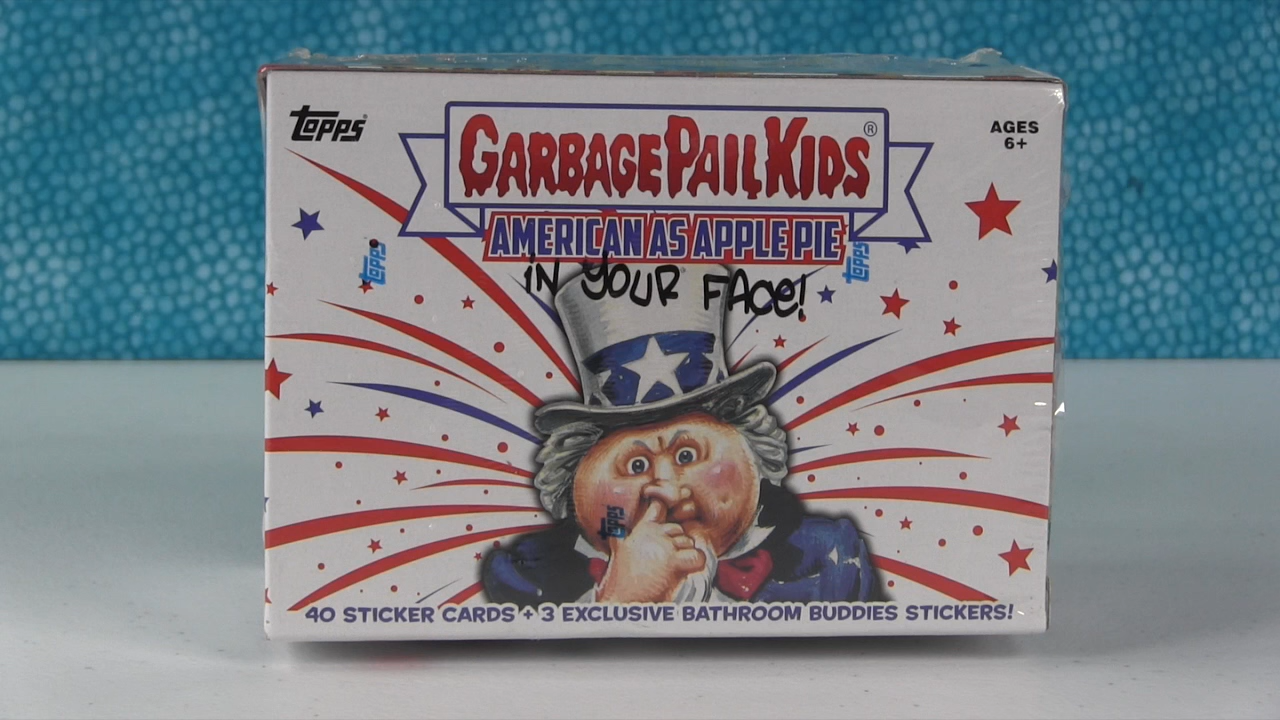 Topps
GARBAGE PAIL KIDS®
AGES
6+
AMERICAN AS APPLE PIE
iN YOUR FACE!
Topps
Topps
Topps
40 STICKER CARDS + 3 EXCLUSIVE BATHROOM BUDDIES STICKERS!